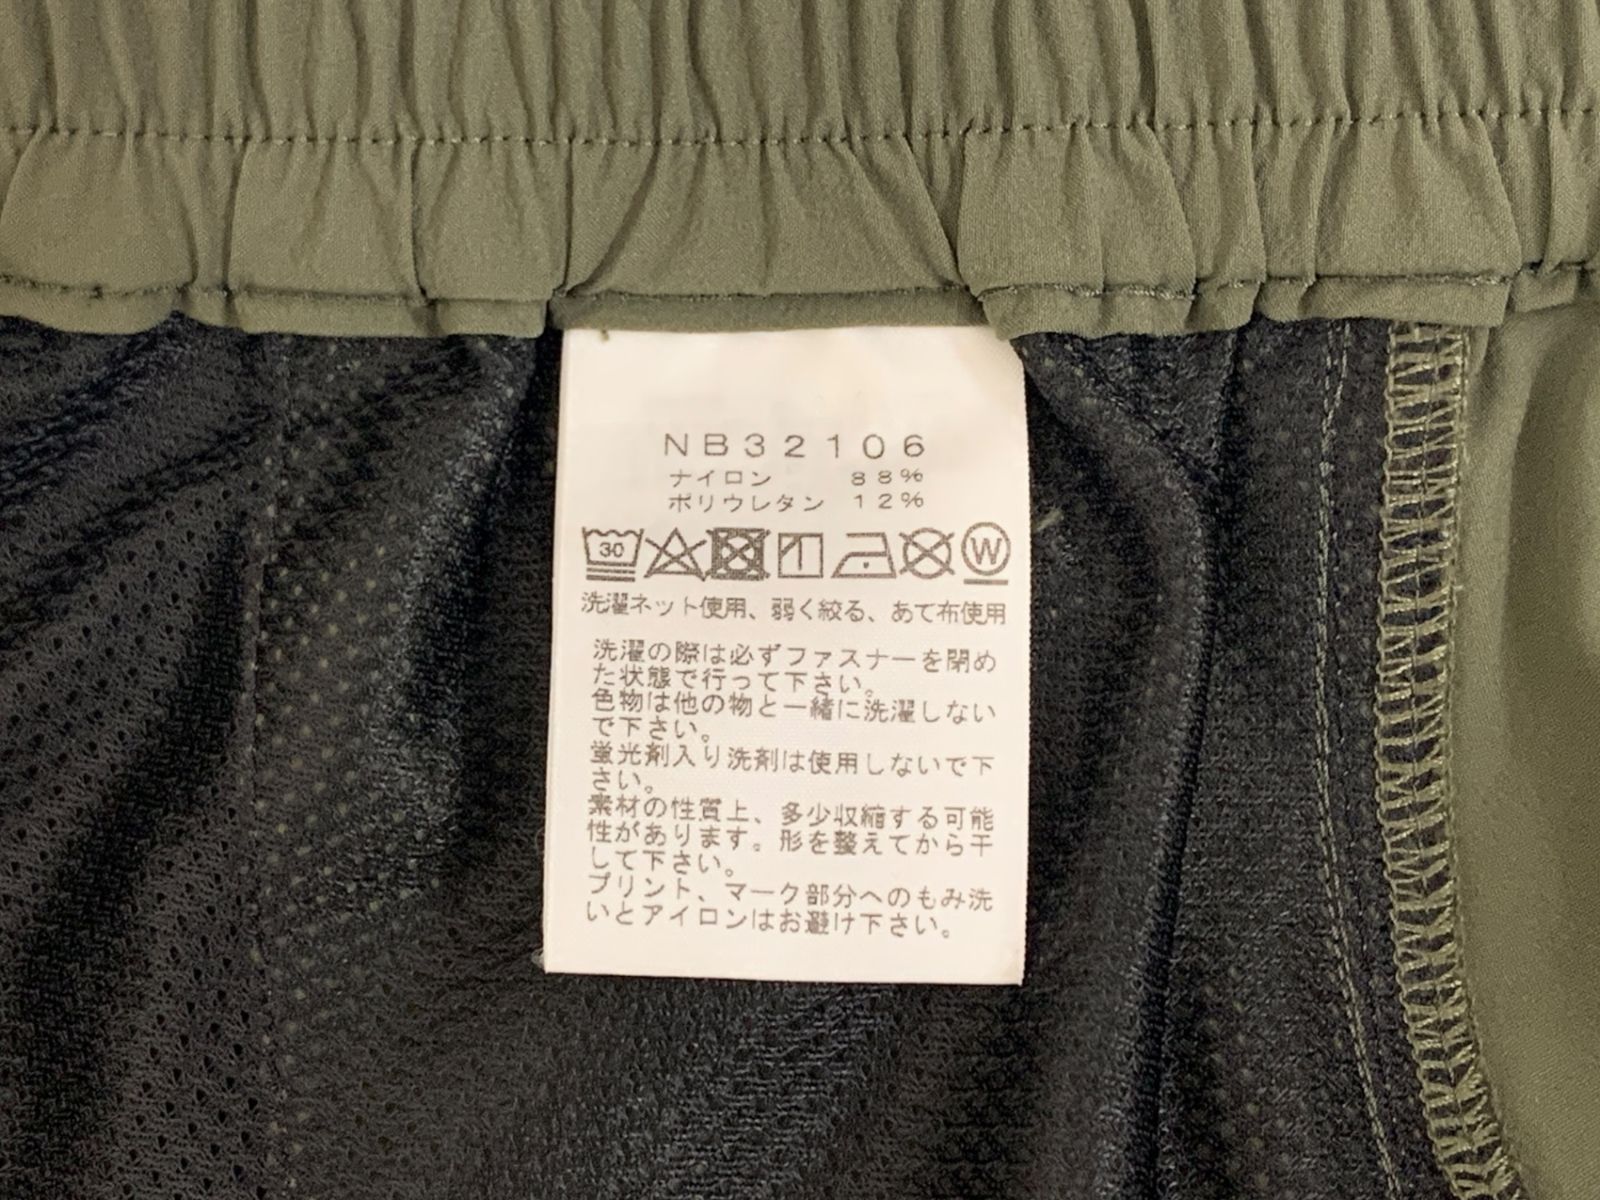 NB32106
ナイロン 88%
ポリウレタン 12%
30 W
洗濯ネット使用、弱く絞る、あて布使用
洗濯の際は必ずファスナーを閉め
た状態で行って下さい。
色物は他の物と一緒に洗濯しない
で下さい。
蛍光剤入り洗剤は使用しないで下
さい。
素材の性質上、多少収縮する可能
性があります。形を整えてから干
して下さい。
プリント、マーク部分へのもみ洗
いとアイロンはお避け下さい。